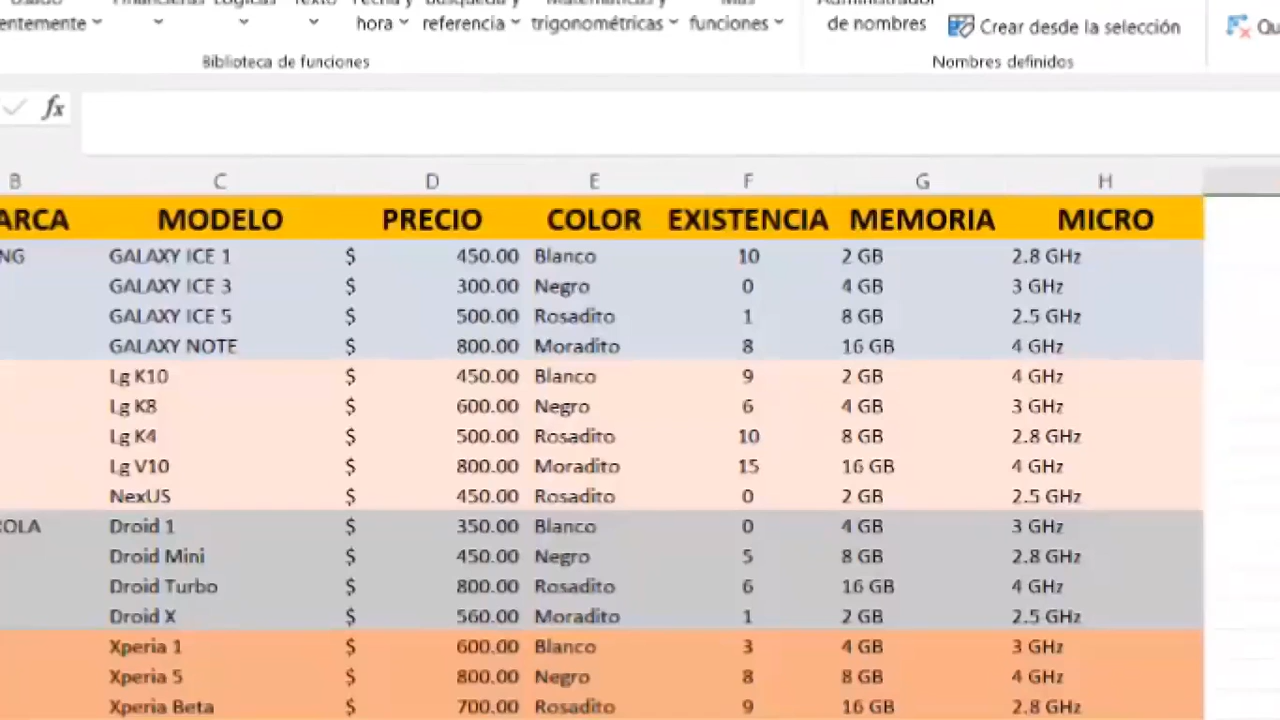 hora referencia trigonométricas funciones de nombres Crear desde la selección
Biblioteca de funciones Nombres definidos
fx
B C D E F G H
ARCA MODELO PRECIO COLOR EXISTENCIA MEMORIA MICRO
NG GALAXY ICE 1 $ 450.00 Blanco 10 2 GB 2.8 GHz
GALAXY ICE 3 $ 300.00 Negro 0 4 GB 3 GHz
GALAXY ICE 5 $ 500.00 Rosadito 1 8 GB 2.5 GHz
GALAXY NOTE $ 800.00 Moradito 8 16 GB 4 GHz
Lg K10 $ 450.00 Blanco 9 2 GB 4 GHz
Lg K8 $ 600.00 Negro 6 4 GB 3 GHz
Lg K4 $ 500.00 Rosadito 10 8 GB 2.8 GHz
Lg V10 $ 800.00 Moradito 15 16 GB 4 GHz
NexUS $ 450.00 Rosadito 0 2 GB 2.5 GHz
OLA Droid 1 $ 350.00 Blanco 0 4 GB 3 GHz
Droid Mini $ 450.00 Negro 5 8 GB 2.8 GHz
Droid Turbo $ 800.00 Rosadito 6 16 GB 4 GHz
Droid X $ 560.00 Moradito 1 2 GB 2.5 GHz
Xperia 1 $ 600.00 Blanco 3 4 GB 3 GHz
Xperia 5 $ 800.00 Negro 8 8 GB 4 GHz
Xperia Beta $ 700.00 Rosadito 9 16 GB 2.8 GHz